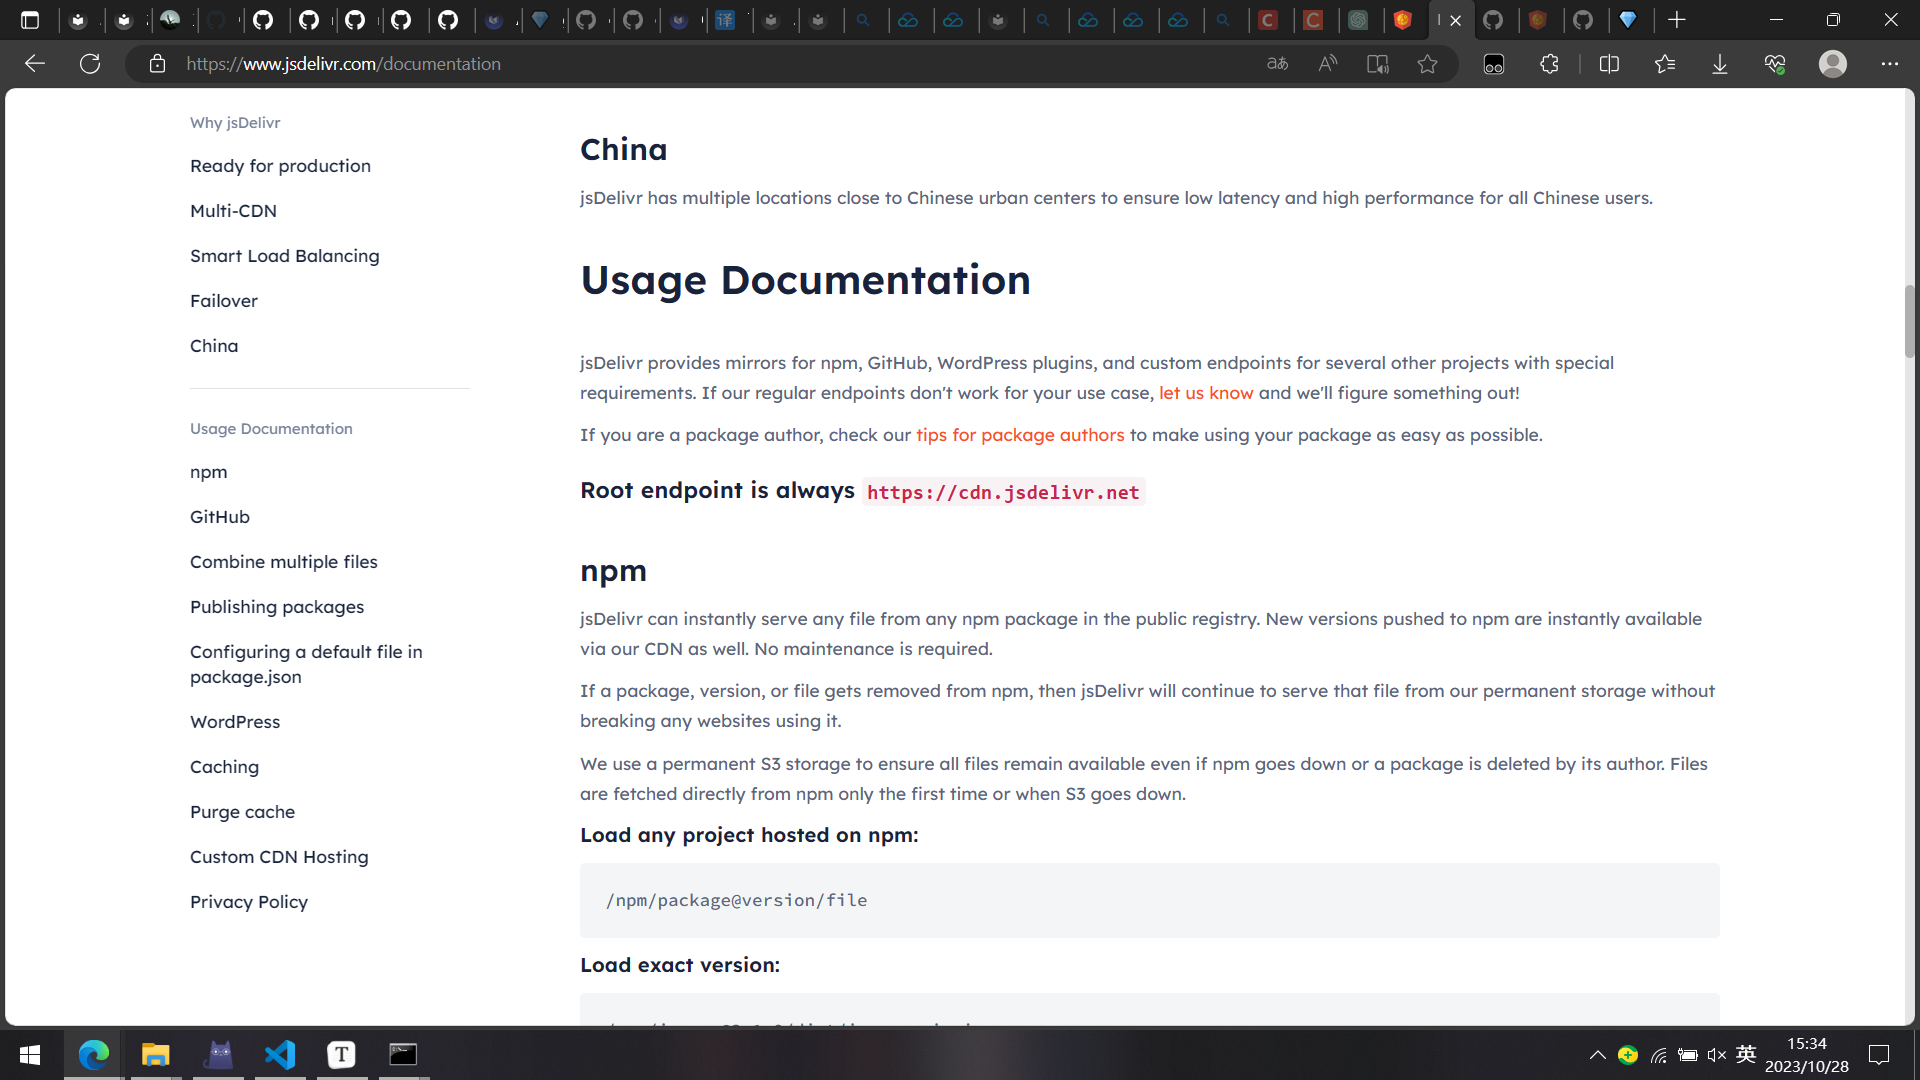 https://www.jsdelivr.com/documentation
Why jsDelivr
Ready for production
Multi-CDN
Smart Load Balancing
Failover
China
Usage Documentation
npm
GitHub
Combine multiple files
Publishing packages
Configuring a default file in
package.json
WordPress
Caching
Purge cache
Custom CDN Hosting
Privacy Policy
China
jsDelivr has multiple locations close to Chinese urban centers to ensure low latency and high performance for all Chinese users.
Usage Documentation
jsDelivr provides mirrors for npm, GitHub, WordPress plugins, and custom endpoints for several other projects with special
requirements. If our regular endpoints don't work for your use case, let us know and we'll figure something out!
If you are a package author, check our tips for package authors to make using your package as easy as possible.
Root endpoint is always https://cdn.jsdelivr.net
npm
jsDelivr can instantly serve any file from any npm package in the public registry. New versions pushed to npm are instantly available
via our CDN as well. No maintenance is required.
If a package, version, or file gets removed from npm, then jsDelivr will continue to serve that file from our permanent storage without
breaking any websites using it.
We use a permanent S3 storage to ensure all files remain available even if npm goes down or a package is deleted by its author. Files
are fetched directly from npm only the first time or when S3 goes down.
Load any project hosted on npm:
/npm/package@version/file
Load exact version:
英
15:34
2023/10/28